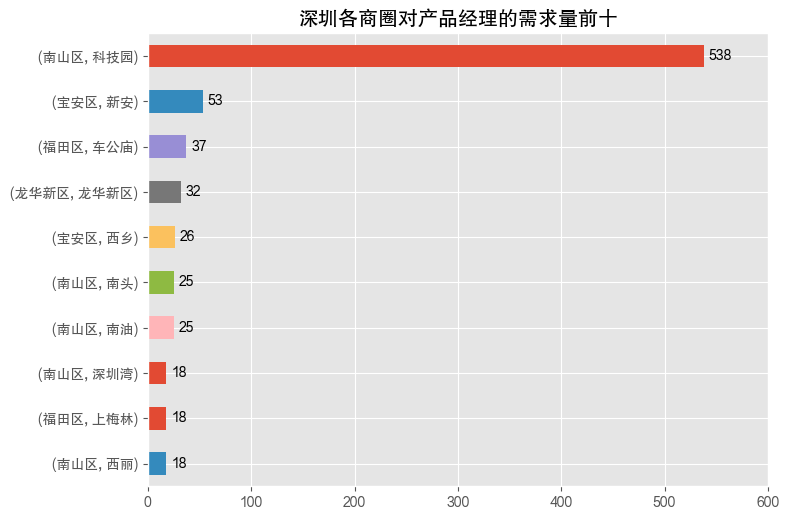 深圳各商圈对产品经理的需求量前十
(南山区, 科技园) 538
(宝安区, 新安) 53
(福田区, 车公庙) 37
(龙华新区, 龙华新区) 32
(宝安区, 西乡) 26
(南山区, 南头) 25
(南山区, 南油) 25
(南山区, 深圳湾) 18
(福田区, 上梅林) 18
(南山区, 西丽) 18
0 100 200 300 400 500 600